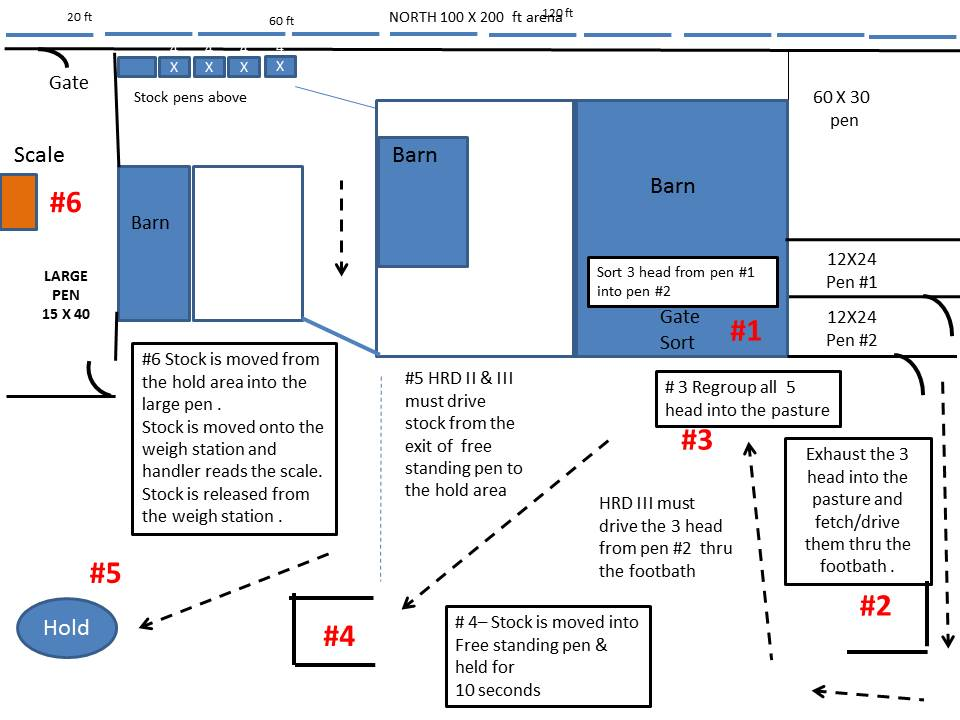 20 ft
60 ft
NORTH 100 X 200 ft arena
120 ft
4
4
4
4
X
X
X
X
Gate
Stock pens above
60 X 30
pen
Scale
#6
Barn
Barn
Barn
LARGE
PEN
15 X 40
Sort 3 head from pen #1
into pen #2
12X24
Pen #1
Gate
Sort
#1
12X24
Pen #2
#6 Stock is moved from
the hold area into the
large pen .
Stock is moved onto the
weigh station and
handler reads the scale.
Stock is released from
the weigh station .
#5 HRD II & III
must drive
stock from the
exit of free
standing pen to
the hold area
# 3 Regroup all 5
head into the pasture
#3
Exhaust the 3
head into the
pasture and
fetch/drive
them thru the
footbath .
HRD III must
drive the 3 head
from pen #2 thru
the footbath
#5
#2
Hold
#4
# 4– Stock is moved into
Free standing pen &
held for
10 seconds